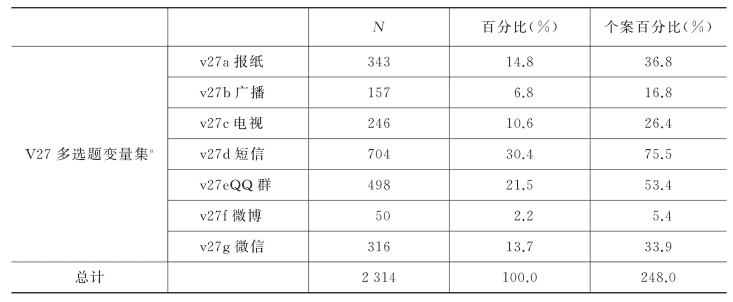 N 百分比(%) 个案百分比(%)
V27 多选题变量集a
v27a 报纸 343 14.8 36.8
v27b 广播 157 6.8 16.8
v27c 电视 246 10.6 26.4
v27d 短信 704 30.4 75.5
v27eQQ 群 498 21.5 53.4
v27f 微博 50 2.2 5.4
v27g 微信 316 13.7 33.9
总计 2 314 100.0 248.0